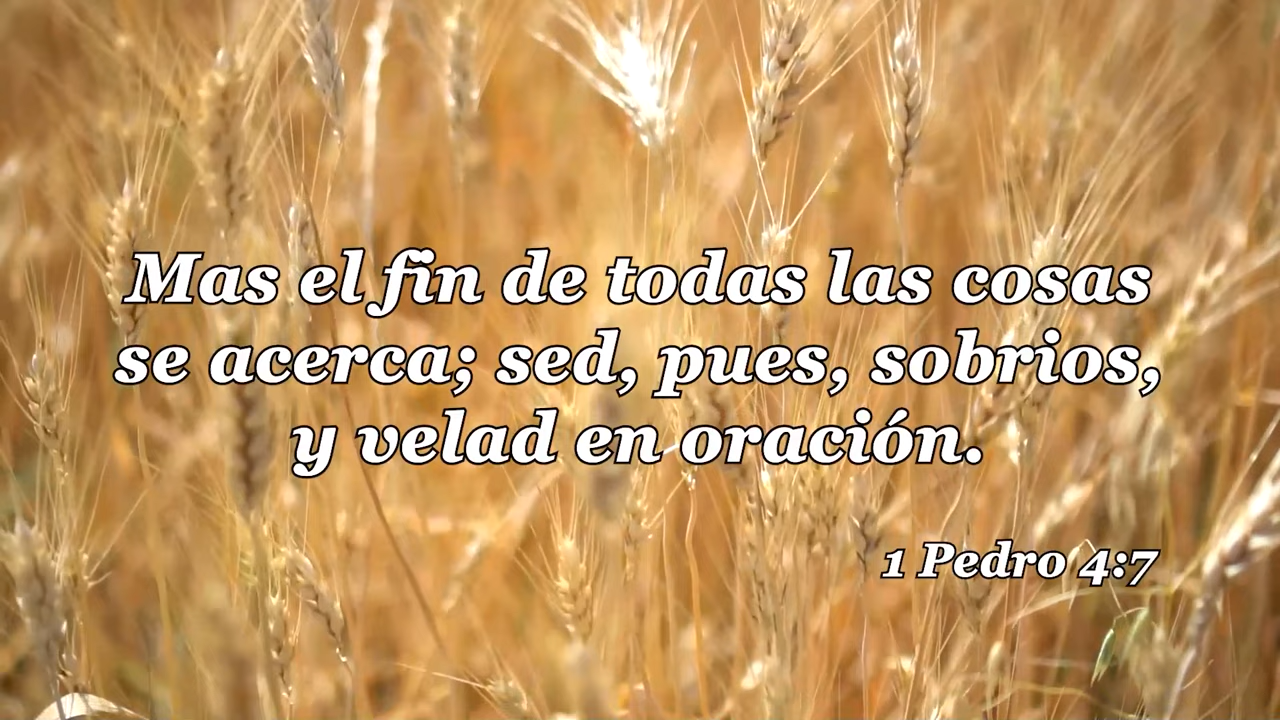 Mas el fin de todas las cosas
se acerca; sed, pues, sobrios,
y velad en oración.
1 Pedro 4:7